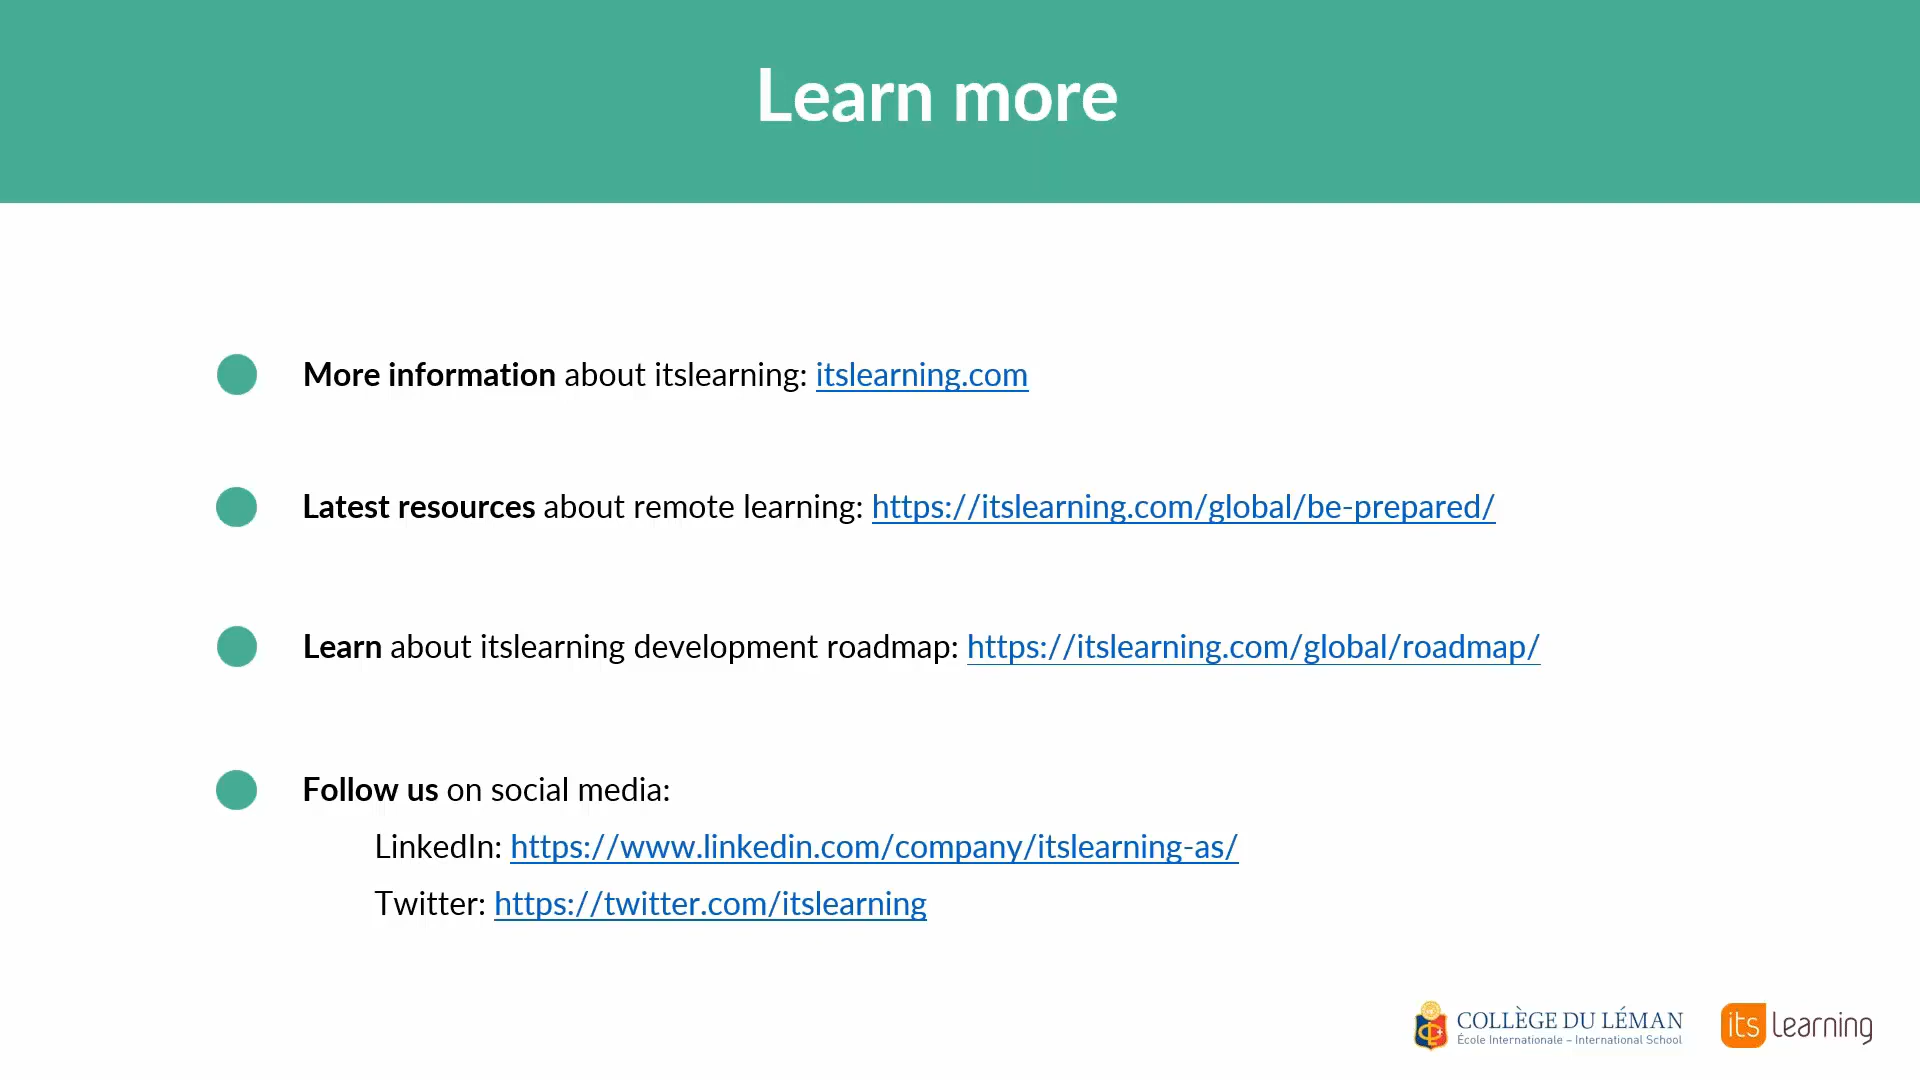 Learn more
More information about itslearning: itslearning.com
Latest resources about remote learning: https://itslearning.com/global/be-prepared/
Learn about itslearning development roadmap: https://itslearning.com/global/roadmap/
Follow us on social media:
LinkedIn: https://www.linkedin.com/company/itslearning-as/
Twitter: https://twitter.com/itslearning
COLLÈGE DU LÉMAN
École Internationale – International School
its learning